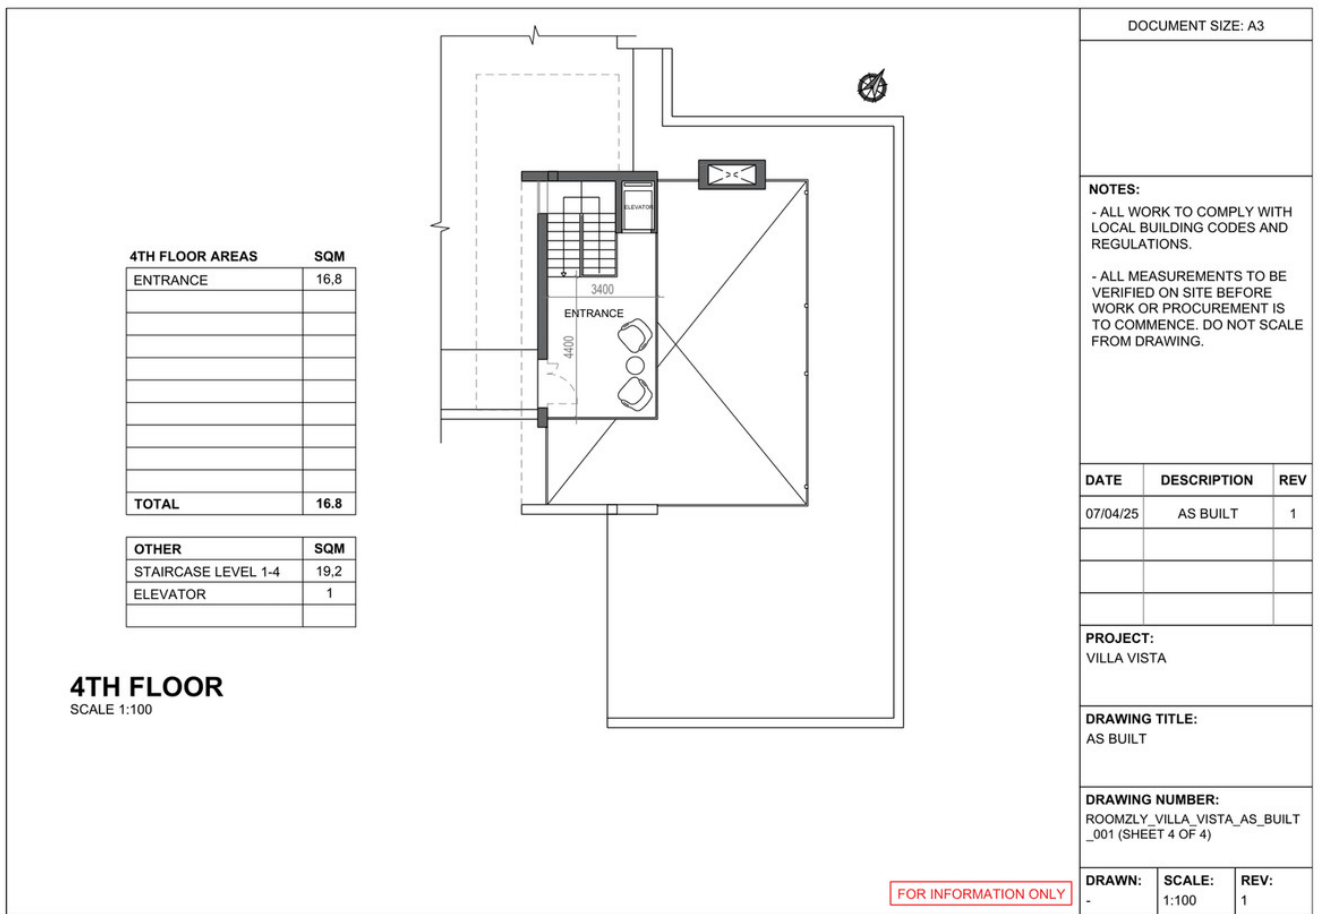 DOCUMENT SIZE: A3
NOTES:
- ALL WORK TO COMPLY WITH
LOCAL BUILDING CODES AND
REGULATIONS.
- ALL MEASUREMENTS TO BE
VERIFIED ON SITE BEFORE
WORK OR PROCUREMENT IS
TO COMMENCE. DO NOT SCALE
FROM DRAWING.
ELEVATOR
3400
ENTRANCE
4400
4TH FLOOR AREAS SQM
ENTRANCE 16,8
TOTAL 16.8
OTHER SQM
STAIRCASE LEVEL 1-4 19,2
ELEVATOR 1
4TH FLOOR
SCALE 1:100
DATE DESCRIPTION REV
07/04/25 AS BUILT 1
PROJECT:
VILLA VISTA
DRAWING TITLE:
AS BUILT
DRAWING NUMBER:
ROOMZLY_VILLA_VISTA_AS_BUILT
_001 (SHEET 4 OF 4)
DRAWN: SCALE: REV:
- 1:100 1
FOR INFORMATION ONLY